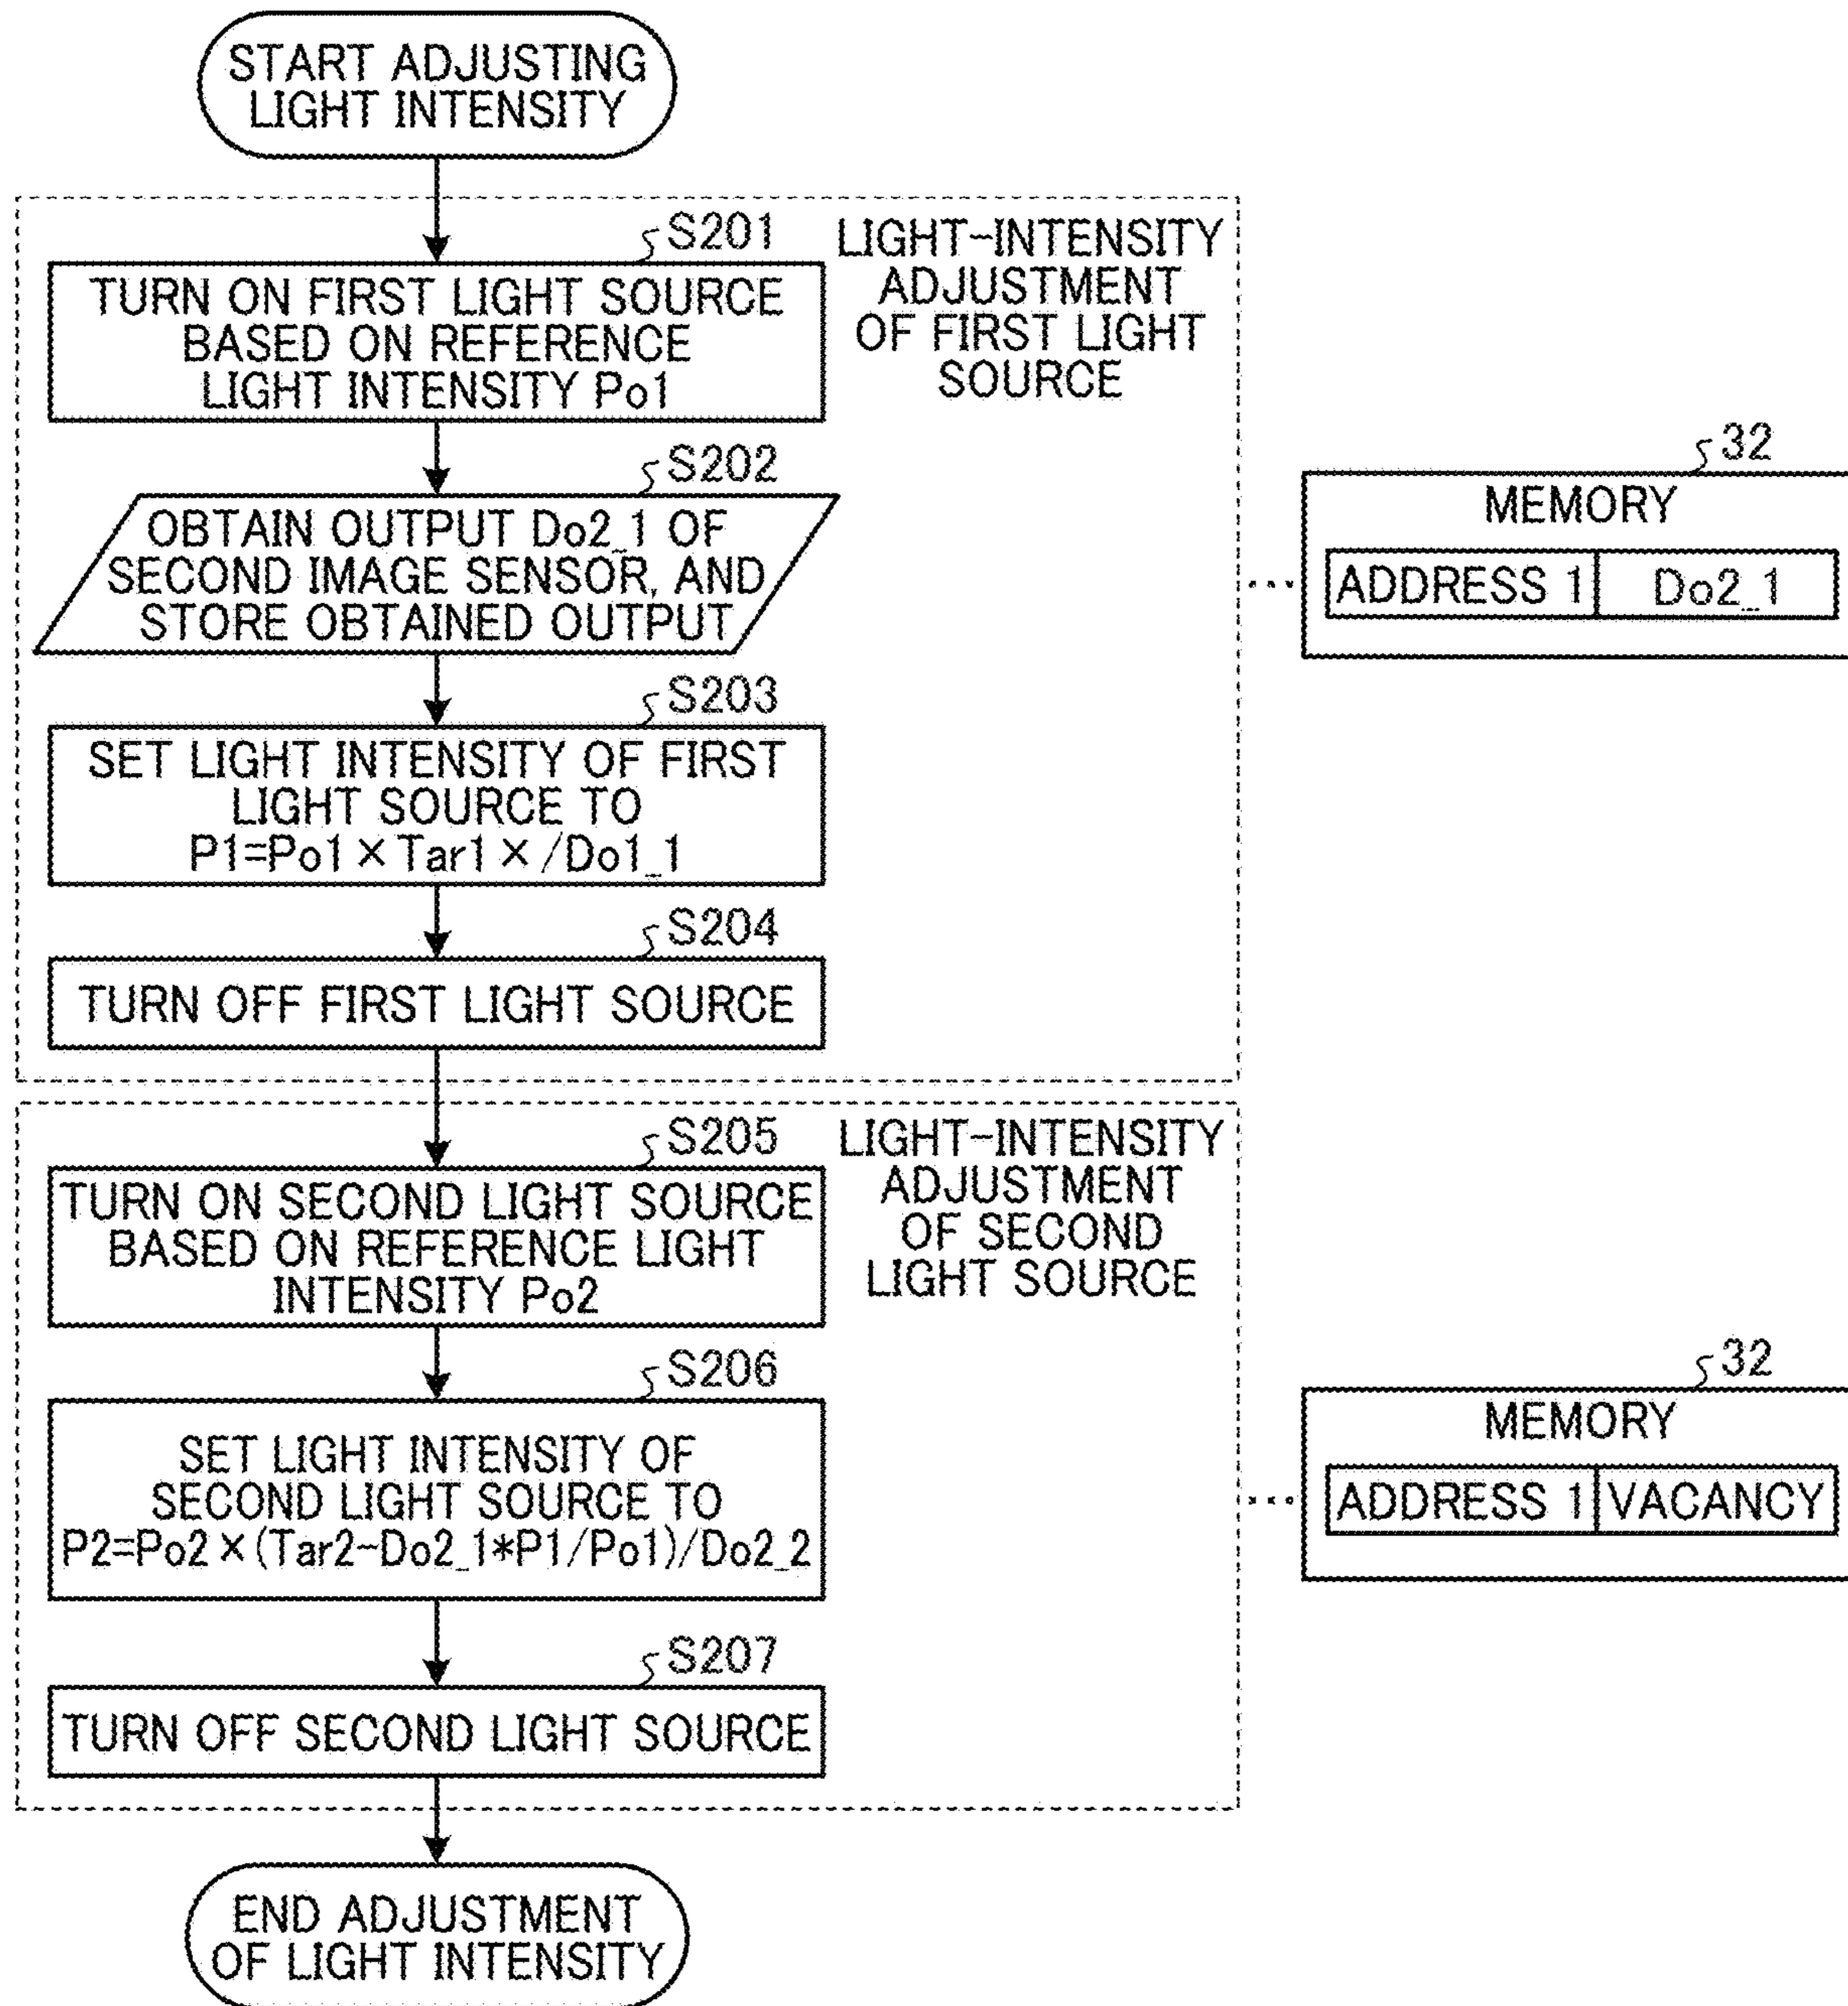 START ADJUSTING
LIGHT INTENSITY
S201
TURN ON FIRST LIGHT SOURCE
BASED ON REFERENCE
LIGHT INTENSITY Po1
LIGHT-INTENSITY
ADJUSTMENT
OF FIRST LIGHT
SOURCE
S202
OBTAIN OUTPUT Do2_1 OF
SECOND IMAGE SENSOR, AND
STORE OBTAINED OUTPUT
32
MEMORY
ADDRESS 1 Do2_1
S203
SET LIGHT INTENSITY OF FIRST
LIGHT SOURCE TO
P1=Po1×Tar1×/Do1_1
S204
TURN OFF FIRST LIGHT SOURCE
S205
TURN ON SECOND LIGHT SOURCE
BASED ON REFERENCE LIGHT
INTENSITY Po2
LIGHT-INTENSITY
ADJUSTMENT
OF SECOND
LIGHT SOURCE
S206
SET LIGHT INTENSITY OF
SECOND LIGHT SOURCE TO
P2=Po2×(Tar2-Do2_1*P1/Po1)/Do2_2
32
MEMORY
ADDRESS 1 VACANCY
S207
TURN OFF SECOND LIGHT SOURCE
END ADJUSTMENT
OF LIGHT INTENSITY